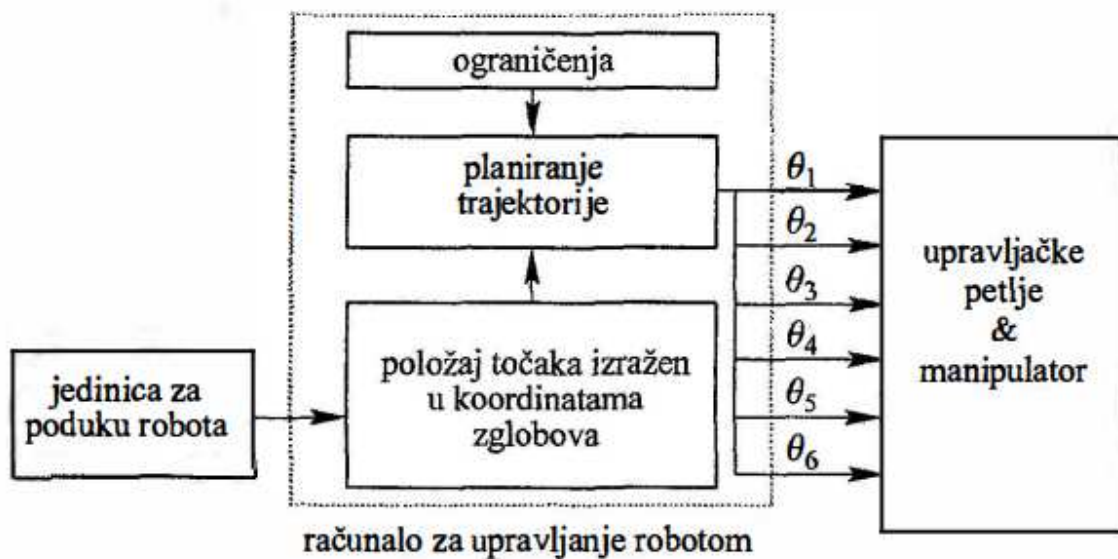 ograničenja
planiranje
trajektorije
položaj točaka izražen
u koordinatama
zglobova
jedinica za
poduku robota
θ1
θ2
θ3
θ4
θ5
θ6
upravljačke
petlje
&
manipulator
računalo za upravljanje robotom